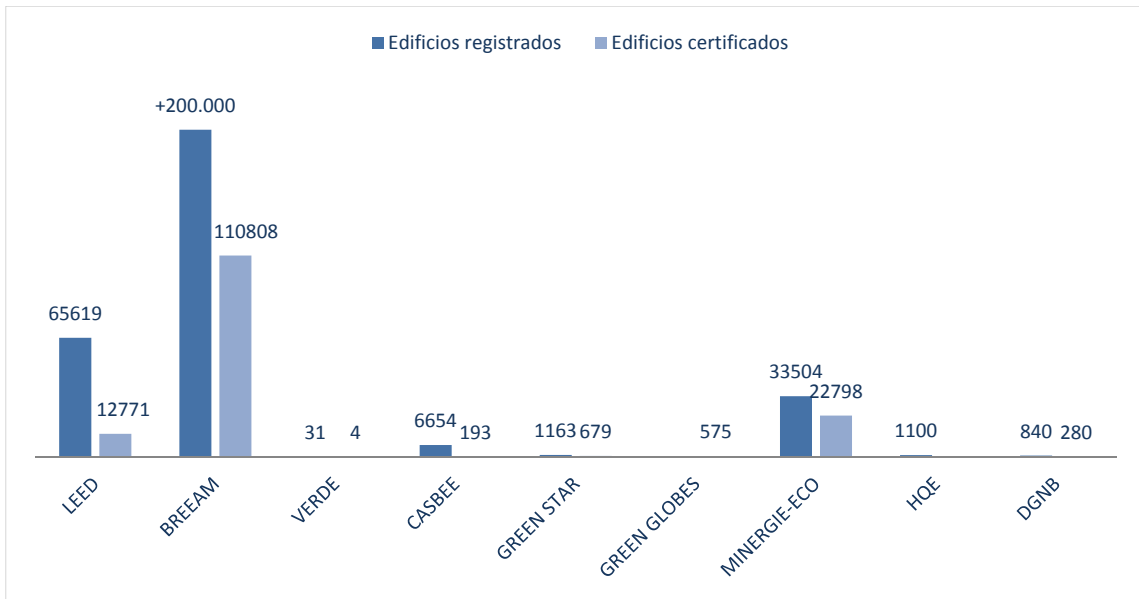 Edificios registrados
Edificios certificados
+200.000
110808
65619
12771
31
4
6654
193
1163
679
575
33504
22798
1100
840
280
LEED
BREEAM
VERDE
CASBEE
GREEN STAR
GREEN GLOBES
MINERGIE-ECO
HQE
DGNB